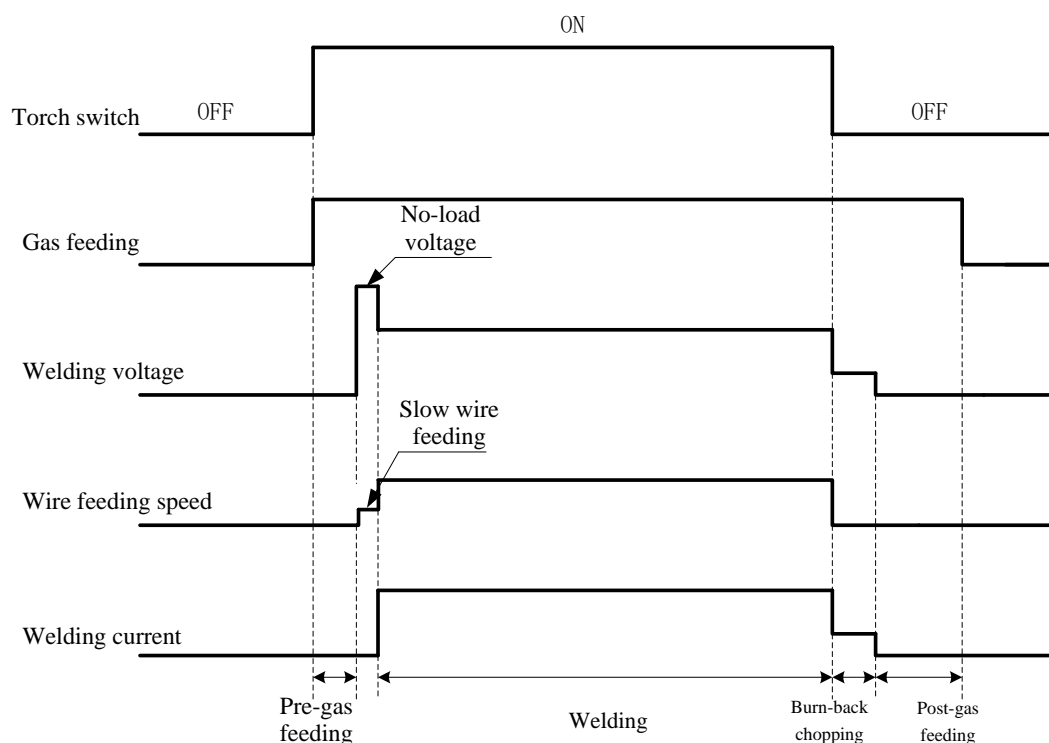 ON
OFF
OFF
Torch switch
No-load
voltage
Gas feeding
Welding voltage
Slow wire
feeding
Wire feeding speed
Welding current
Pre-gas
feeding
Welding
Burn-back
chopping
Post-gas
feeding